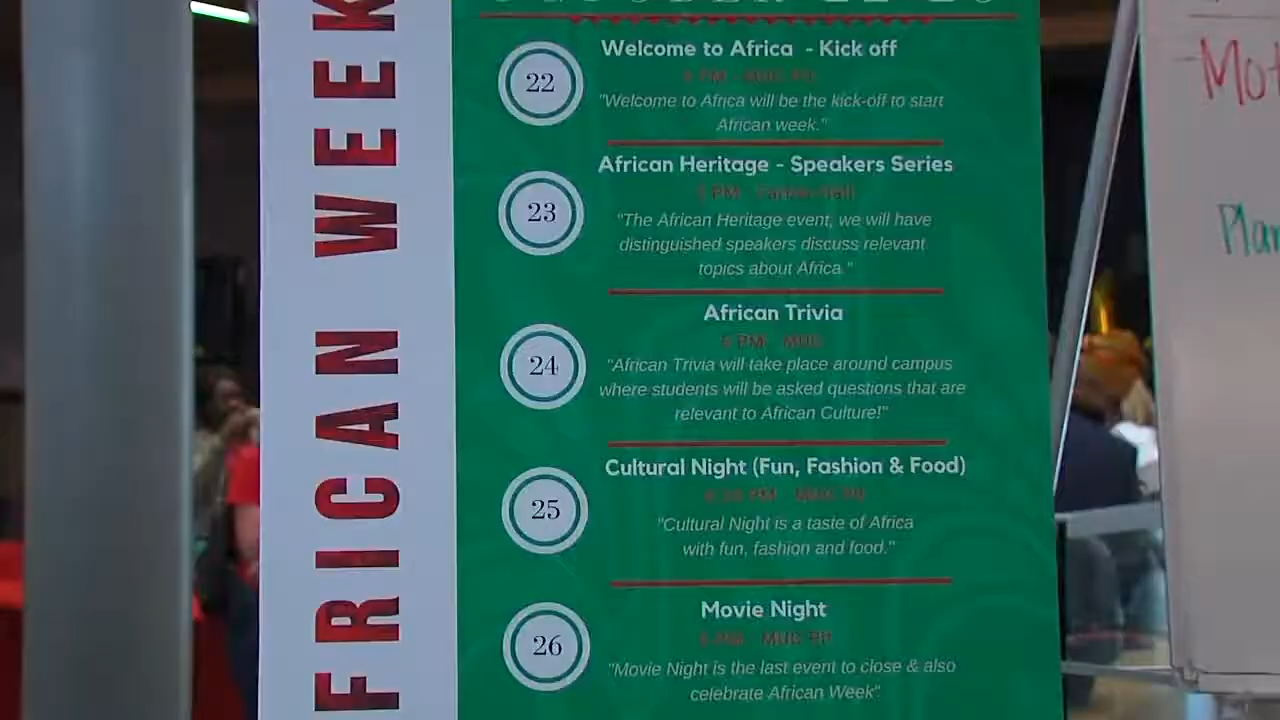 FRICAN WEEK
22
Welcome to Africa - Kick off
"Welcome to Africa will be the kick-off to start
African week."
23
African Heritage - Speakers Series
"The African Heritage event, we will have
distinguished speakers discuss relevant
topics about Africa."
24
African Trivia
"African Trivia will take place around campus
where students will be asked questions that are
relevant to African Culture!"
25
Cultural Night (Fun, Fashion & Food)
"Cultural Night is a taste of Africa
with fun, fashion and food."
26
Movie Night
"Movie Night is the last event to close & also
celebrate African Week"